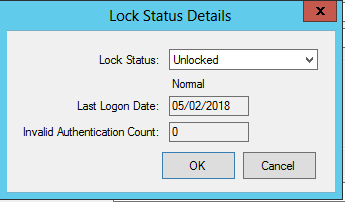 Lock Status Details
x
Lock Status: Unlocked
Normal
Last Logon Date: 05/02/2018
Invalid Authentication Count: 0
OK Cancel